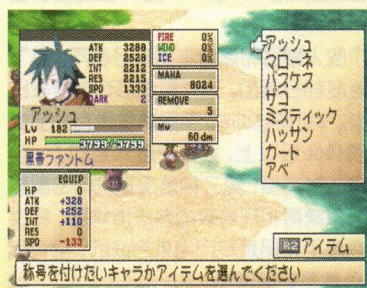 ATK 3288
DEF 2528
INT 2212
RES 2215
SPD 1333
DARK 2
アッシュ
LV 182
HP 3799/3799
黒帯ファントム
FIRE 0%
WIND 0%
ICE 0%
MANA
8024
REMOVE
5
MV
60 dm
EQUIP
HP 0
ATK +328
DEF +252
INT +110
RES 0
SPD -133
アッシュ
マローネ
バスケス
サコ
ミスティック
ハッサン
カート
アベ
R2 アイテム
称号を付けたいキャラかアイテムを選んでください